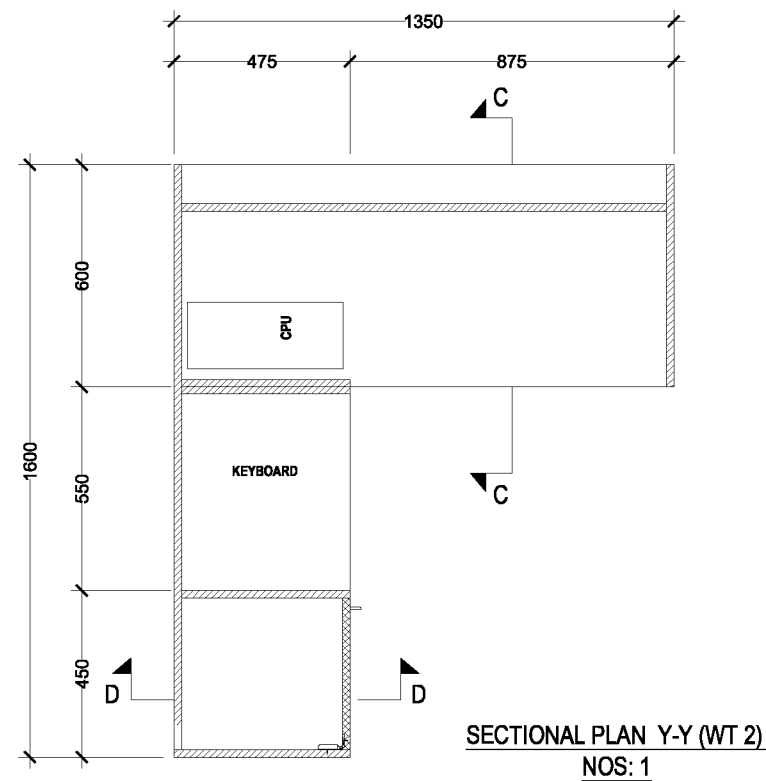 1350
475
875
C
600
CPU
1600
KEYBOARD
550
C
450
D
D
SECTIONAL PLAN Y-Y (WT 2)
NOS: 1